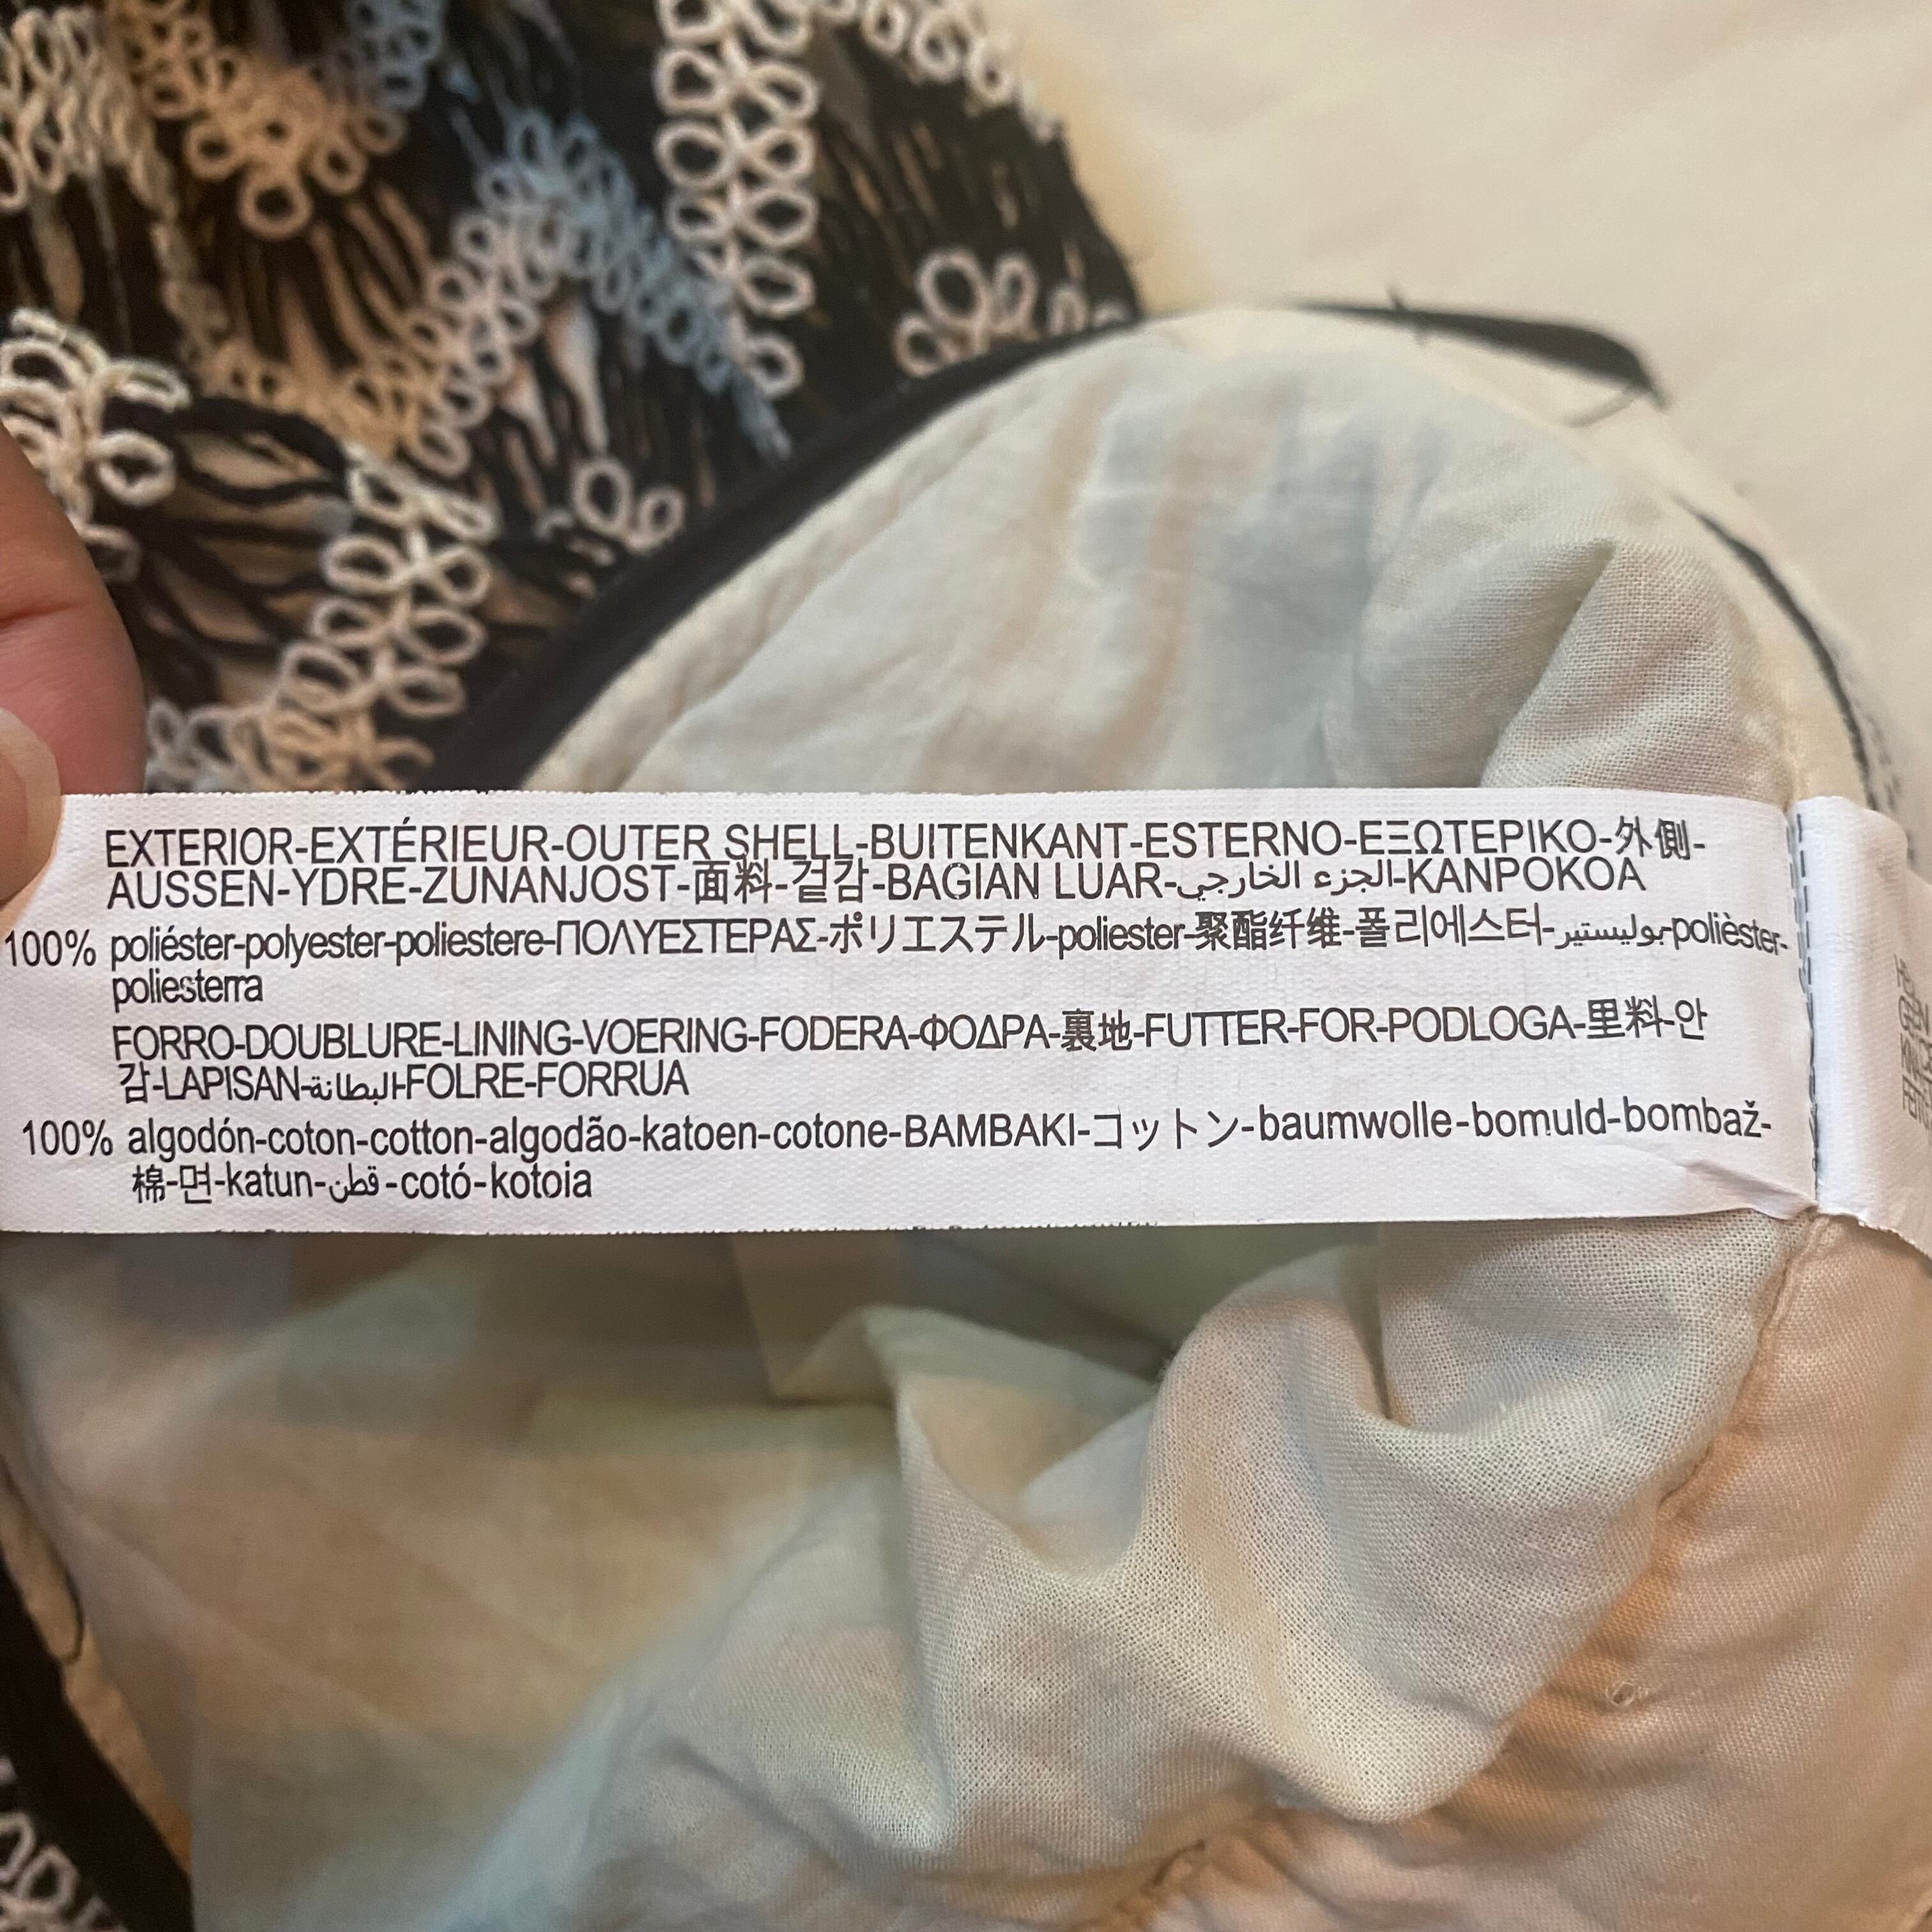 EXTERIOR-EXTÉRIEUR-OUTER SHELL-BUITENKANT-ESTERNO-ΕΞΩΤΕΡΙΚΟ-外側-
AUSSEN-YDRE-ZUNANJOST-面料-겉감-BAGIAN LUAR-الجزء الخارجي-KANPOKOA
100% poliéster-polyester-poliestere-ΠΟΛΥΕΣΤΕΡΑΣ-ポリエステル-poliester-聚酯纤维-폴리에스터-بوليستير-polièster-
poliesterra
FORRO-DOUBLURE-LINING-VOERING-FODERA-ΦΟΔΡΑ-裏地-FUTTER-FOR-PODLOGA-里料-안
감-LAPISAN-البطانة-FOLRE-FORRUA
100% algodón-coton-cotton-algodão-katoen-cotone-BAMBAKI-コットン-baumwolle-bomuld-bombaž-
棉-면-katun-قطن-cotó-kotoia